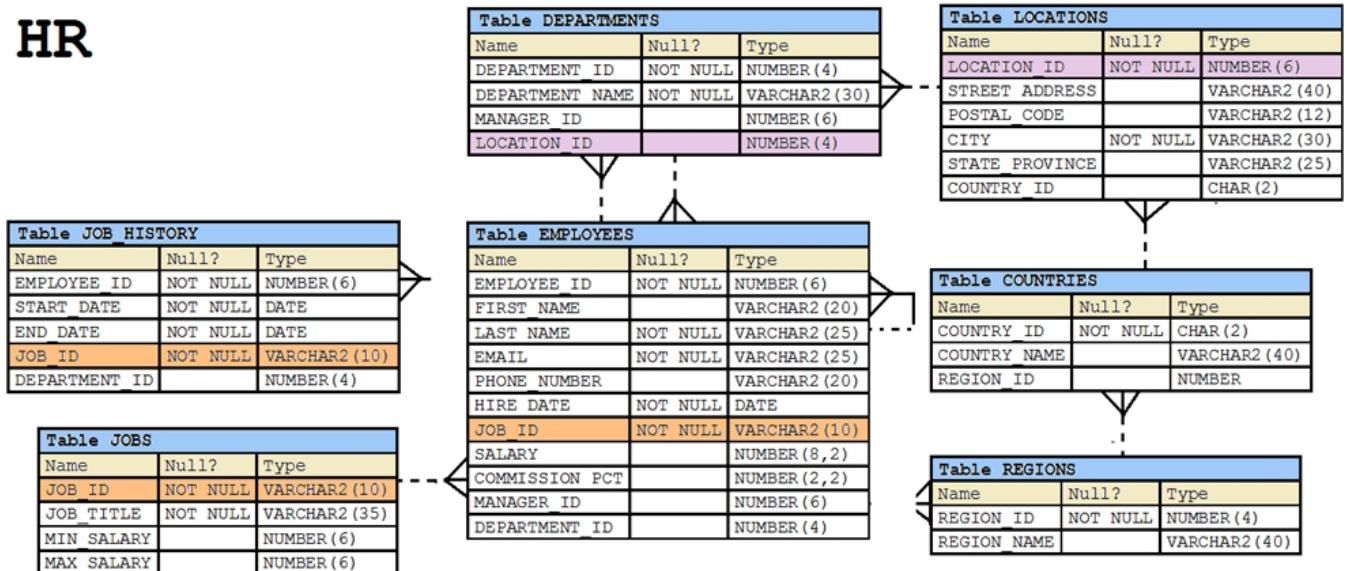 HR
Table DEPARTMENTS
Name Null? Type
DEPARTMENT_ID NOT NULL NUMBER(4)
DEPARTMENT_NAME NOT NULL VARCHAR2(30)
MANAGER_ID NUMBER(6)
LOCATION_ID NUMBER(4)
Table LOCATIONS
Name Null? Type
LOCATION_ID NOT NULL NUMBER(6)
STREET_ADDRESS VARCHAR2(40)
POSTAL_CODE VARCHAR2(12)
CITY NOT NULL VARCHAR2(30)
STATE_PROVINCE VARCHAR2(25)
COUNTRY_ID CHAR(2)
Table JOB_HISTORY
Name Null? Type
EMPLOYEE_ID NOT NULL NUMBER(6)
START_DATE NOT NULL DATE
END_DATE NOT NULL DATE
JOB_ID NOT NULL VARCHAR2(10)
DEPARTMENT_ID NUMBER(4)
Table EMPLOYEES
Name Null? Type
EMPLOYEE_ID NOT NULL NUMBER(6)
FIRST_NAME VARCHAR2(20)
LAST_NAME NOT NULL VARCHAR2(25)
EMAIL NOT NULL VARCHAR2(25)
PHONE_NUMBER VARCHAR2(20)
HIRE_DATE NOT NULL DATE
JOB_ID NOT NULL VARCHAR2(10)
SALARY NUMBER(8,2)
COMMISSION_PCT NUMBER(2,2)
MANAGER_ID NUMBER(6)
DEPARTMENT_ID NUMBER(4)
Table COUNTRIES
Name Null? Type
COUNTRY_ID NOT NULL CHAR(2)
COUNTRY_NAME VARCHAR2(40)
REGION_ID NUMBER
Table JOBS
Name Null? Type
JOB_ID NOT NULL VARCHAR2(10)
JOB_TITLE NOT NULL VARCHAR2(35)
MIN_SALARY NUMBER(6)
MAX_SALARY NUMBER(6)
Table REGIONS
Name Null? Type
REGION_ID NOT NULL NUMBER(4)
REGION_NAME VARCHAR2(40)